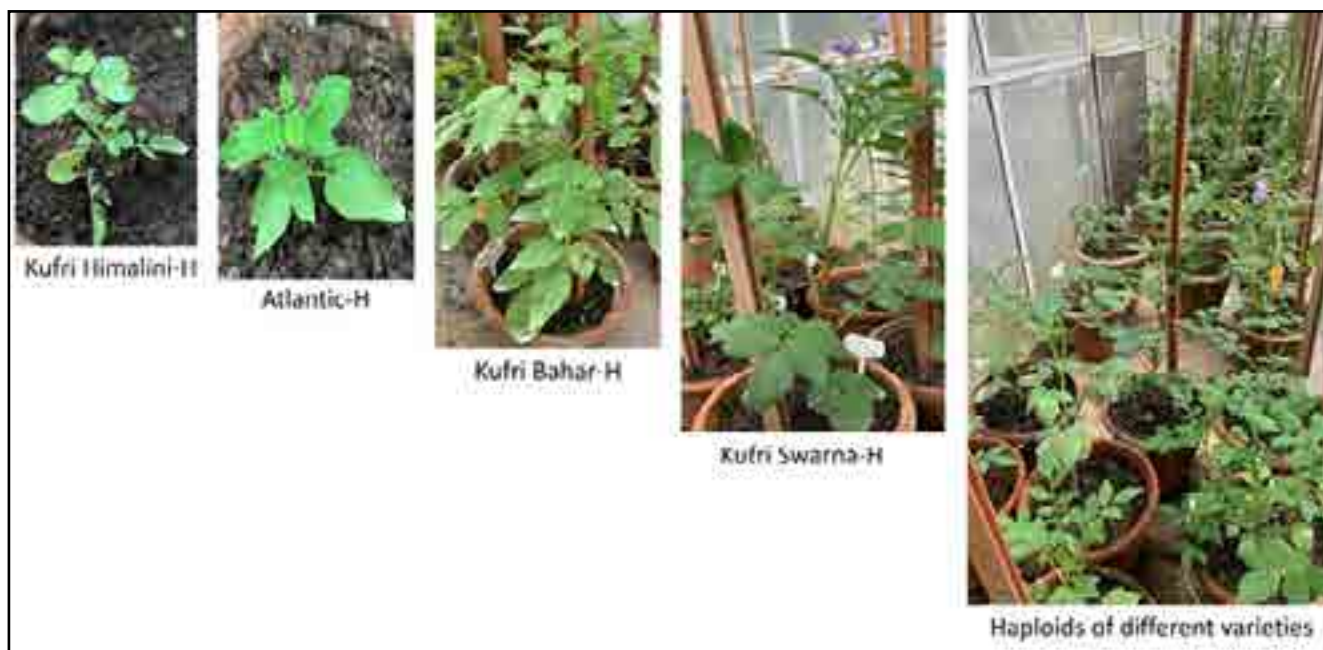 Kufri Himalini-H
Atlantic-H
Kufri Bahar-H
Kufri Swarna-H
Haploids of different varieties